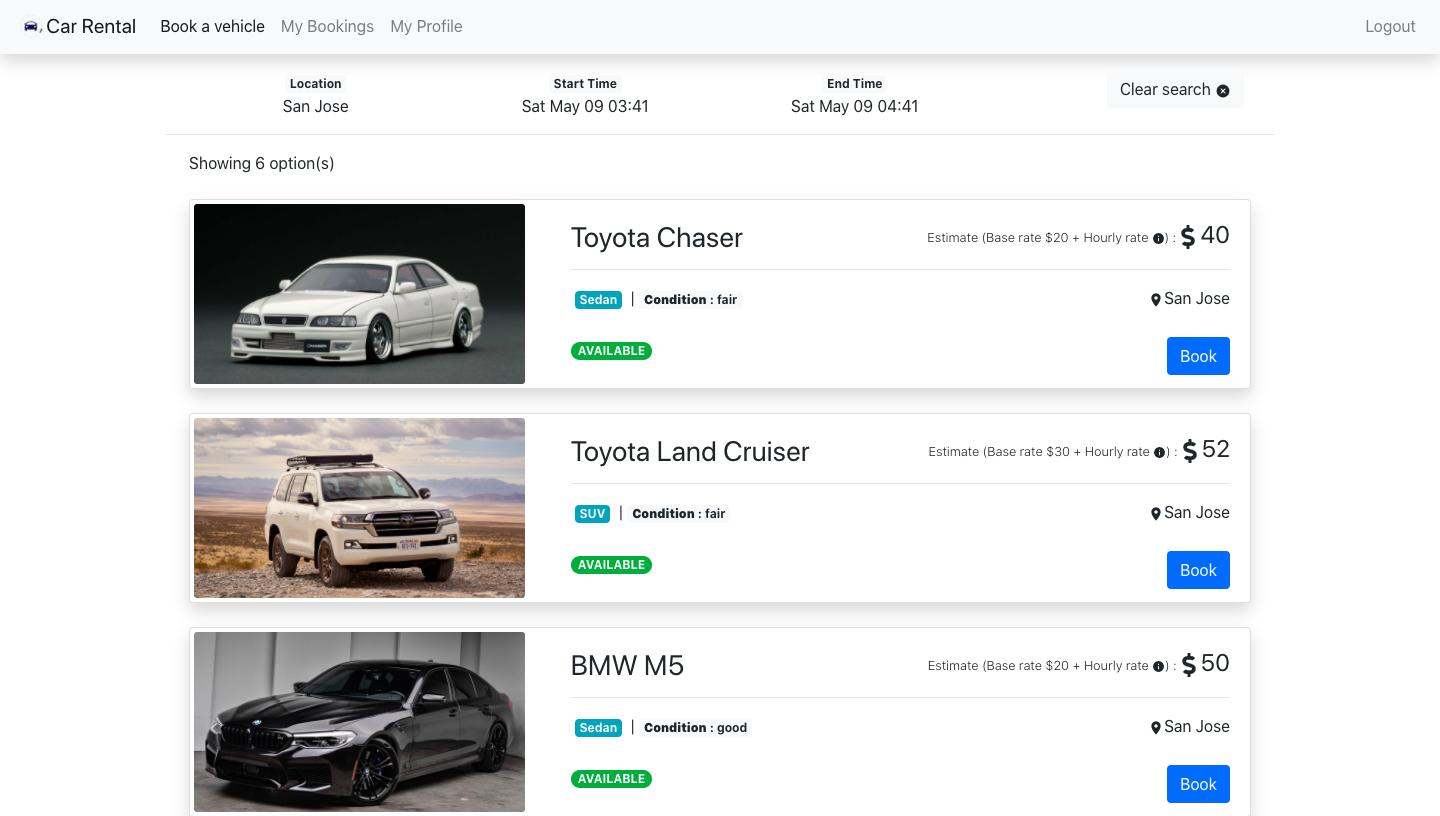 Car Rental Book a vehicle My Bookings My Profile Logout
Location Start Time End Time
San Jose Sat May 09 03:41 Sat May 09 04:41 Clear search
Showing 6 option(s)
Toyota Chaser Estimate (Base rate $20 + Hourly rate ) : $ 40
Sedan | Condition : fair San Jose
AVAILABLE Book
Toyota Land Cruiser Estimate (Base rate $30 + Hourly rate ) : $ 52
SUV | Condition : fair San Jose
AVAILABLE Book
BMW M5 Estimate (Base rate $20 + Hourly rate ) : $ 50
Sedan | Condition : good San Jose
AVAILABLE Book